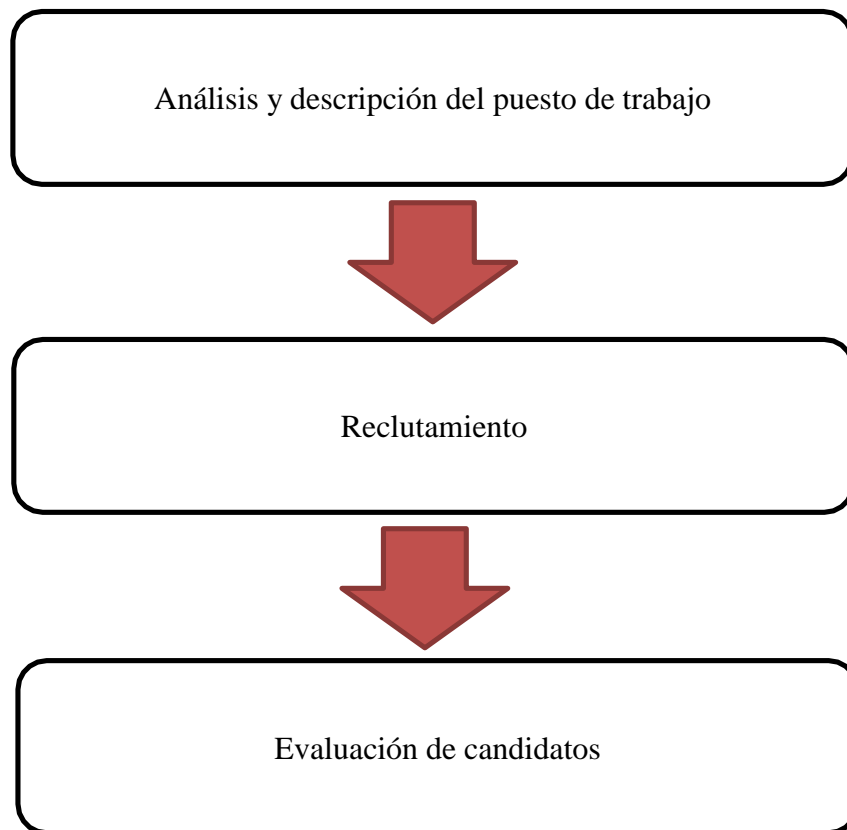 Análisis y descripción del puesto de trabajo
Reclutamiento
Evaluación de candidatos